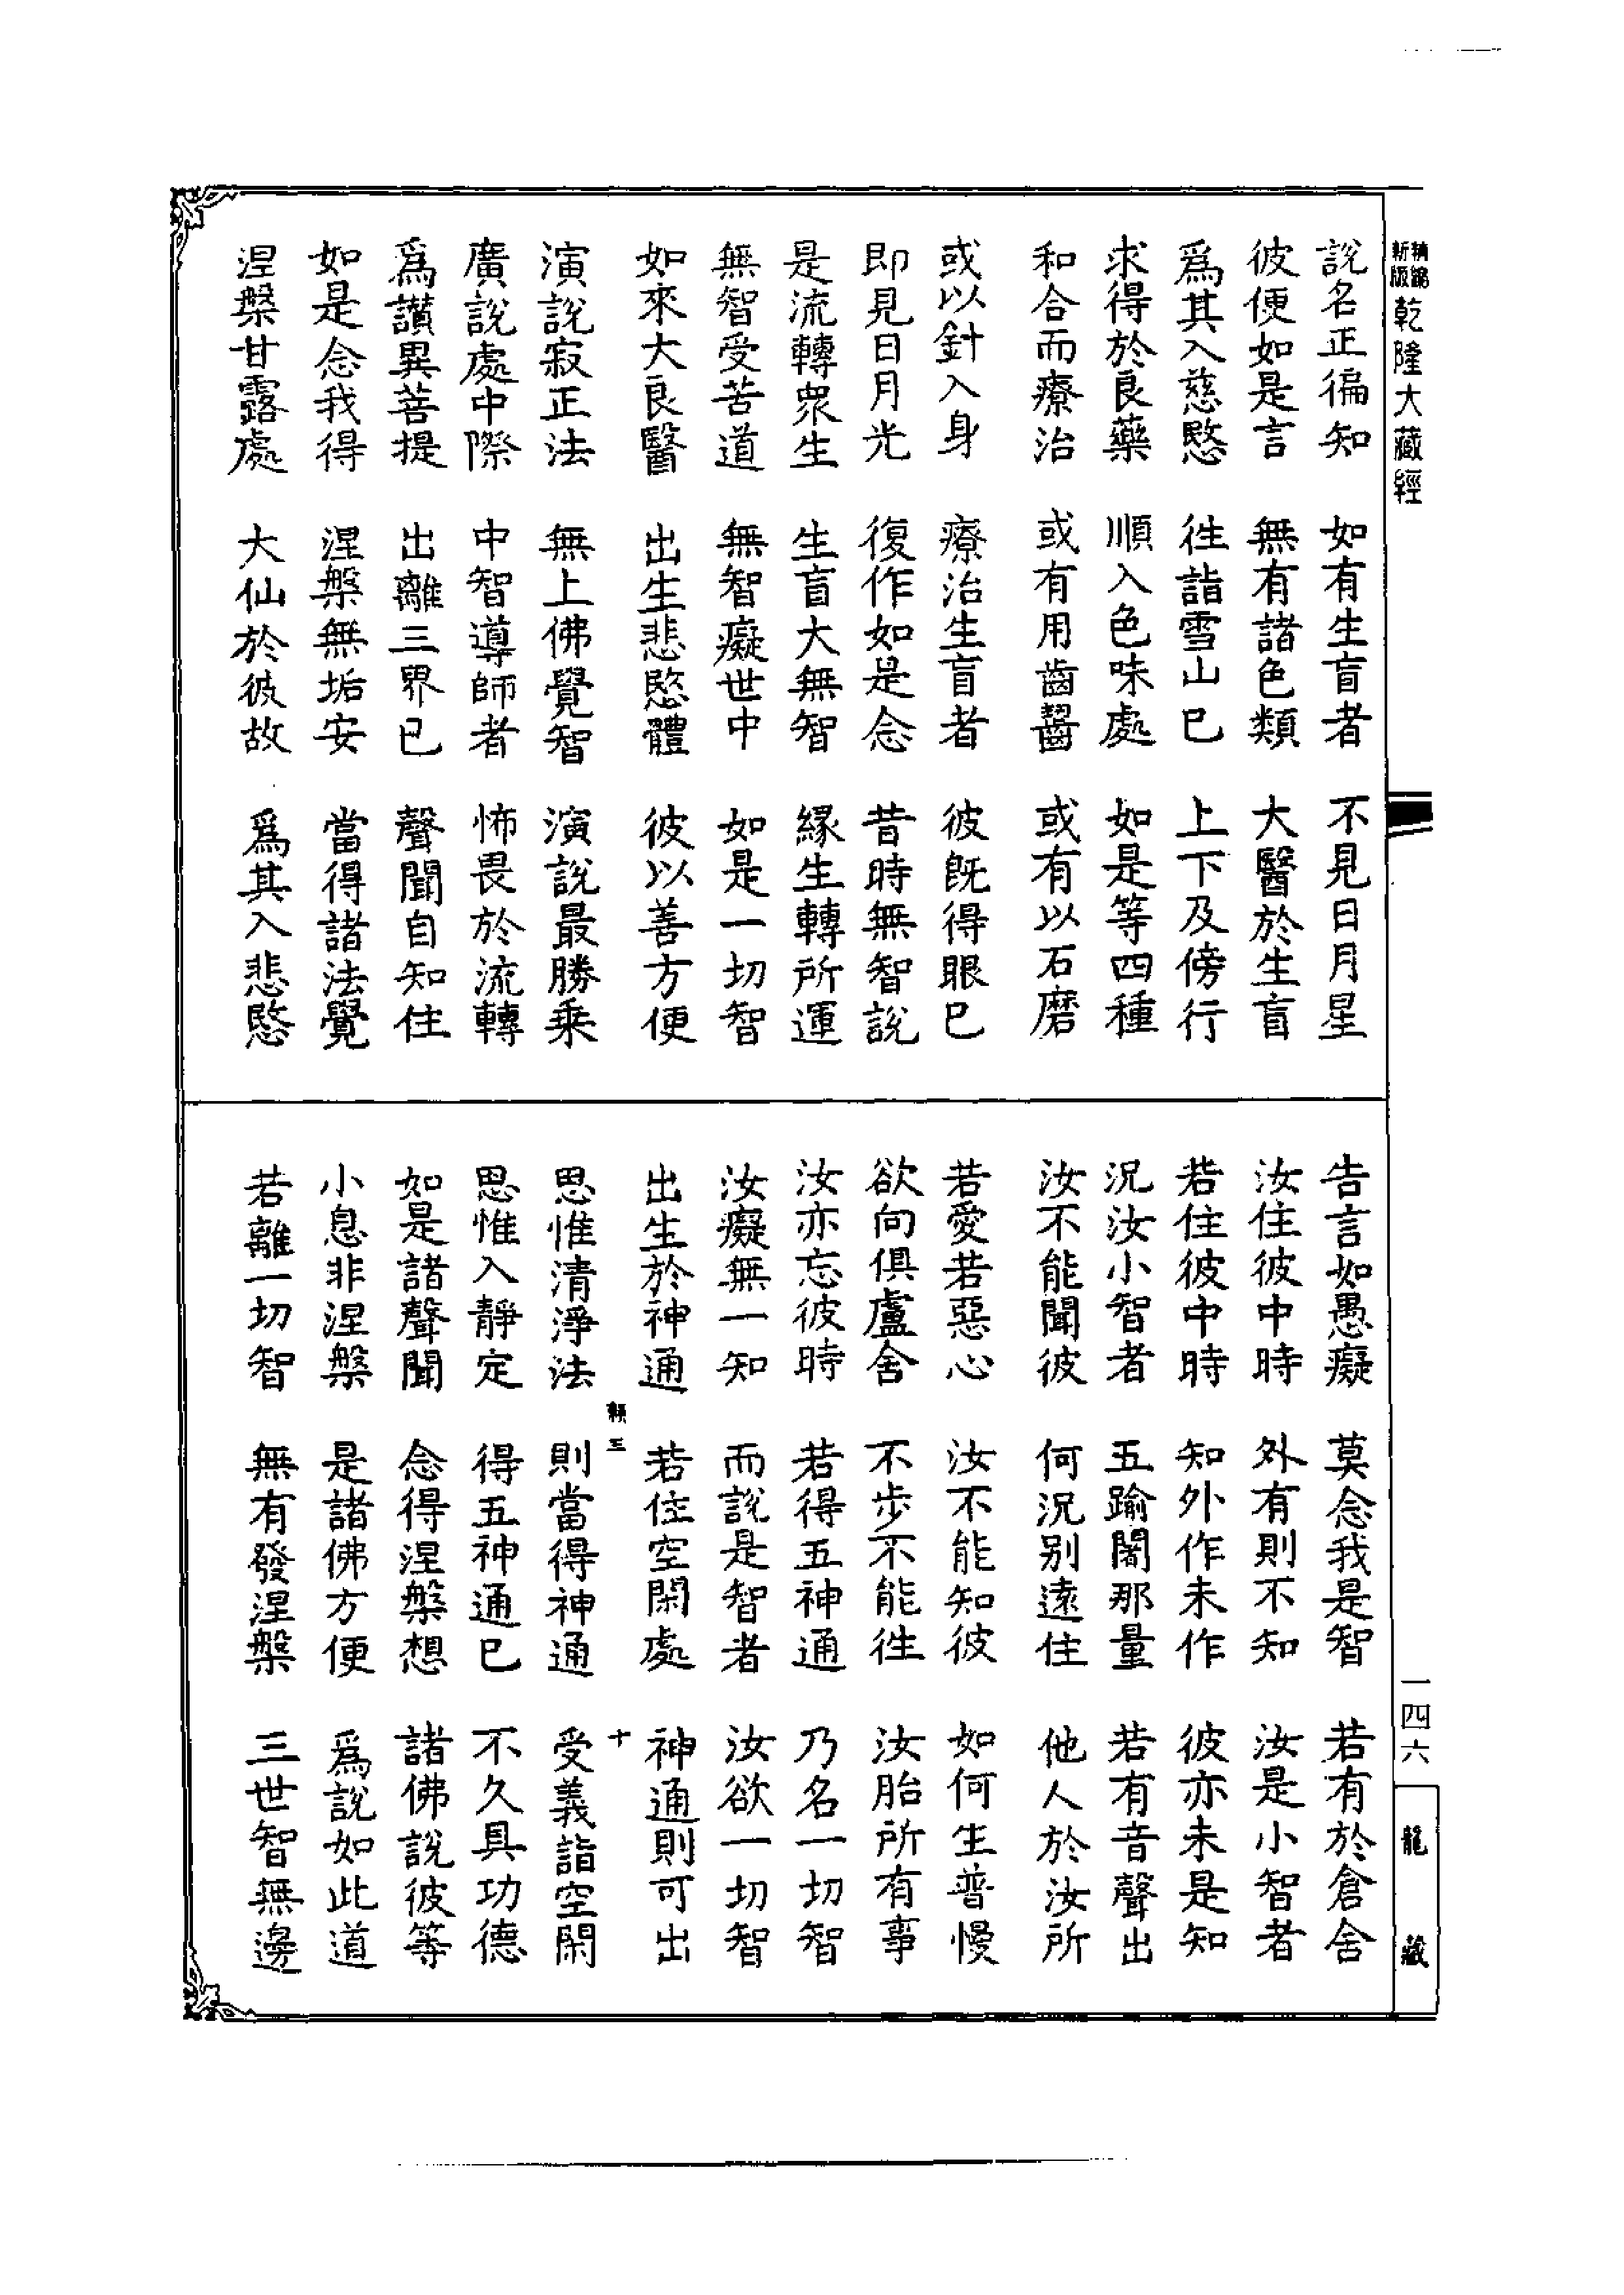 新編
新版 乾隆大藏經
說名正徧知 如有生盲者 不見日月星
彼便如是言 無有諸色類 大醫於生盲
爲其入慈愍 徃詣雪山已 上下及傍行
求得於良藥 順入色味處 如是等四種
和合而療治 或有用齒齧 或有以石磨
或以針入身 療治生盲者 彼旣得眼已
即見日月光 復作如是念 昔時無智說
是流轉衆生 生盲大無智 緣生轉所運
無智受苦道 無智癡世中 如是一切智
如來大良醫 出生悲愍體 彼以善方便
演說寂正法 無上佛覺智 演說最勝乗
廣說處中際 中智導師者 怖畏於流轉
爲讚異菩提 出離三界已 聲聞自知住
如是念我得 涅槃無垢安 當得諸法覺
涅槃甘露處 大仙於彼故 爲其入悲愍
告言如愚癡 莫念我是智 若有於倉舍
汝住彼中時 外有則不知 汝是小智者
若住彼中時 知外作未作 彼亦未是知
況汝小智者 五踰闍那量 若有音聲出
汝不能聞彼 何況別遠住 他人於汝所
若愛若惡心 汝不能知彼 如何生普慢
欲向俱盧舍 不步不能徃 汝胎所有事
汝亦忘彼時 若得五神通 乃名一切智
汝癡無一知 而說是智者 汝欲一切智
出生於神通 若住空閑處 神通則可出
三 十
思惟清淨法 則當得神通 受義詣空閑
思惟入靜定 得五神通已 不久具功德
如是諸聲聞 念得涅槃想 諸佛說彼等
小息非涅槃 是諸佛方便 爲說如此道
若離一切智 無有發涅槃 三世智無邊
一四六
龍藏